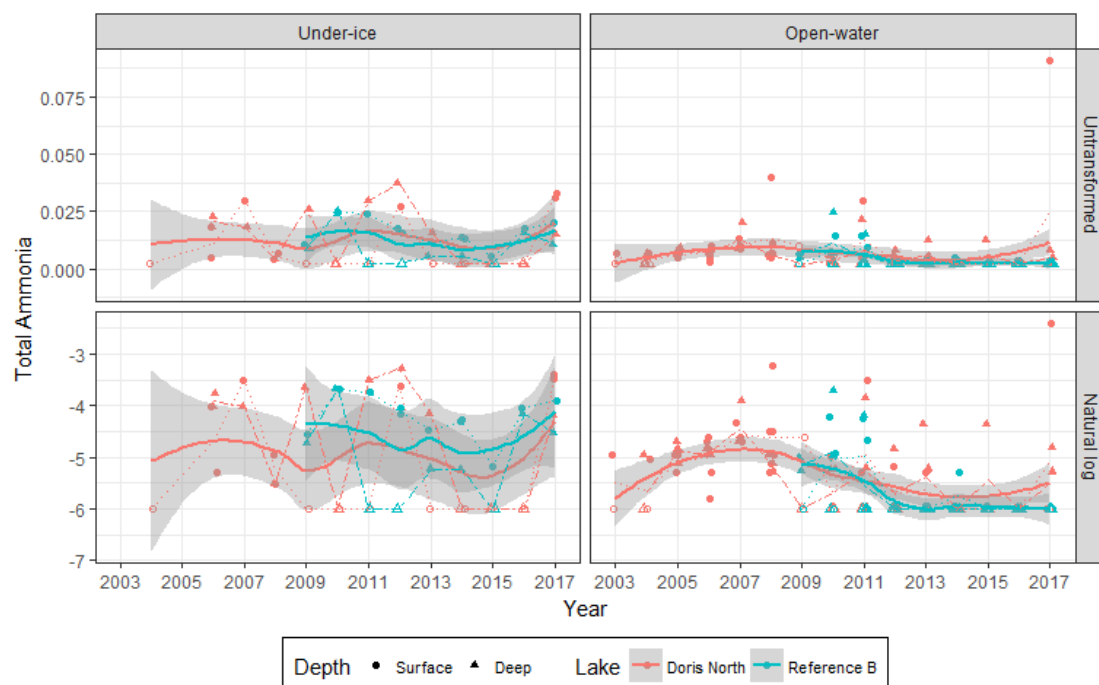 Under-ice Open-water
0.075
0.050
0.025
0.000
Untransformed
Total Ammonia
-3
-4
-5
-6
-7
Natural log
2003 2005 2007 2009 2011 2013 2015 2017 2003 2005 2007 2009 2011 2013 2015 2017
Year
Depth Surface Deep Lake Doris North Reference B